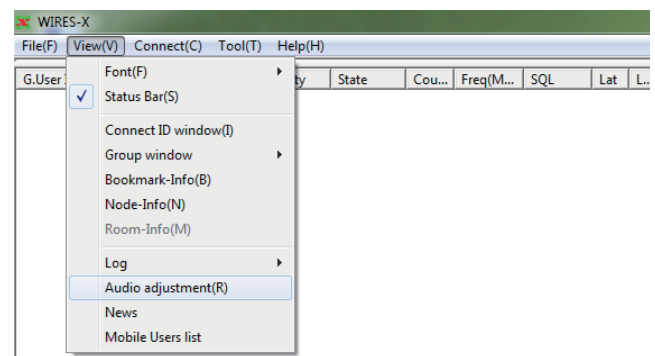 WIRES-X
File(F) View(V) Connect(C) Tool(T) Help(H)
G.User ty State Cou... Freq(M... SQL Lat L..
Font(F)
Status Bar(S)
Connect ID window(I)
Group window
Bookmark-Info(B)
Node-Info(N)
Room-Info(M)
Log
Audio adjustment(R)
News
Mobile Users list